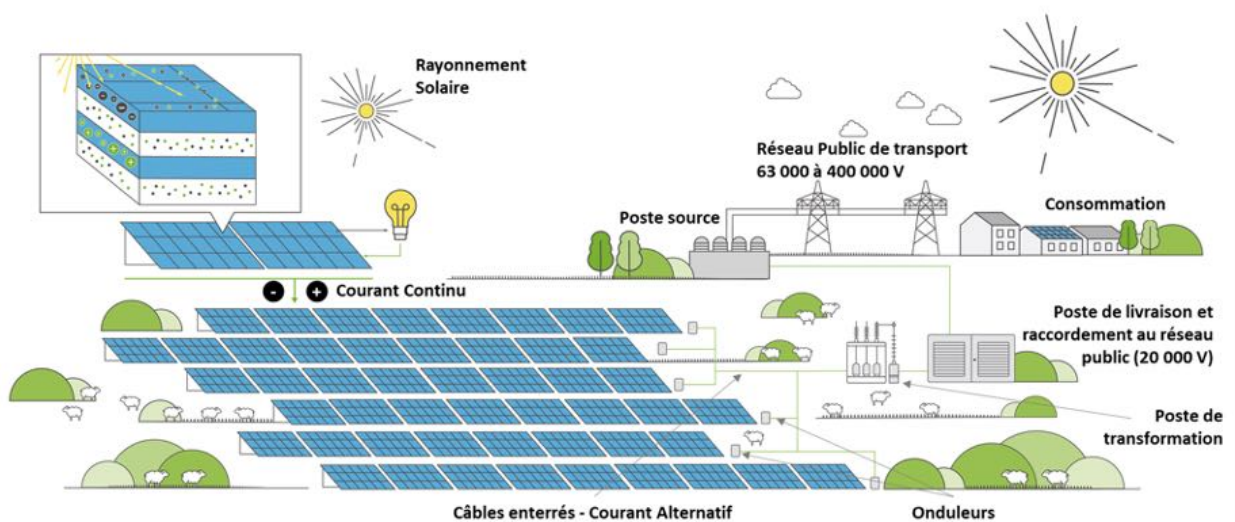 Rayonnement
Solaire
Réseau Public de transport
63 000 à 400 000 V
Poste source
Consommation
- + Courant Continu
Poste de livraison et
raccordement au réseau
public (20 000 V)
Poste de
transformation
Câbles enterrés - Courant Alternatif
Onduleurs